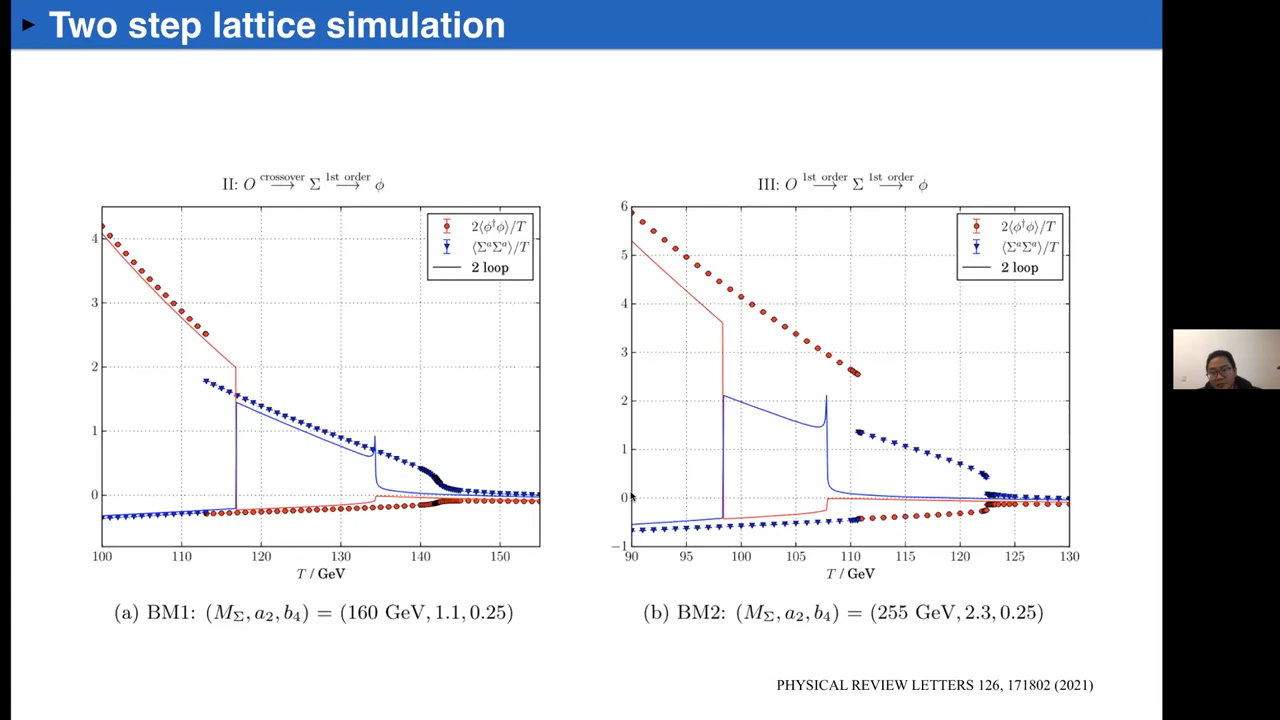 Two step lattice simulation
II: O crossover⟶ Σ 1st order⟶ ϕ
2⟨ϕ†ϕ⟩/T
⟨ΣᵃΣᵃ⟩/T
2 loop
4
3
2
1
0
100 110 120 130 140 150
T / GeV
(a) BM1: (M_Σ, a₂, b₄) = (160 GeV, 1.1, 0.25)
III: O 1st order⟶ Σ 1st order⟶ ϕ
2⟨ϕ†ϕ⟩/T
⟨ΣᵃΣᵃ⟩/T
2 loop
6
5
4
3
2
1
0
−1
90 95 100 105 110 115 120 125 130
T / GeV
(b) BM2: (M_Σ, a₂, b₄) = (255 GeV, 2.3, 0.25)
PHYSICAL REVIEW LETTERS 126, 171802 (2021)